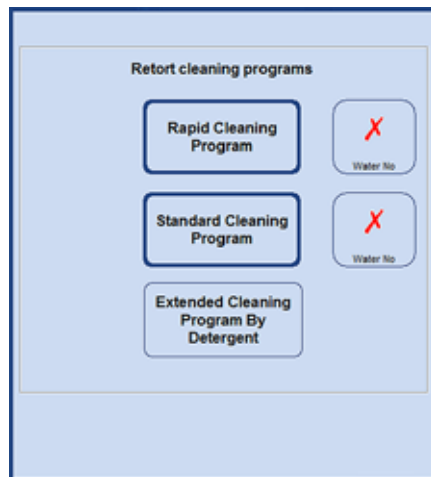 Retort cleaning programs
Rapid Cleaning
Program
Water No
Standard Cleaning
Program
Water No
Extended Cleaning
Program By
Detergent